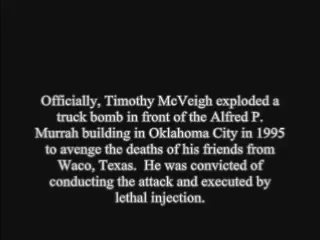 Officially, Timothy McVeigh exploded a
truck bomb in front of the Alfred P.
Murrah building in Oklahoma City in 1995
to avenge the deaths of his friends from
Waco, Texas.  He was convicted of
conducting the attack and executed by
lethal injection.